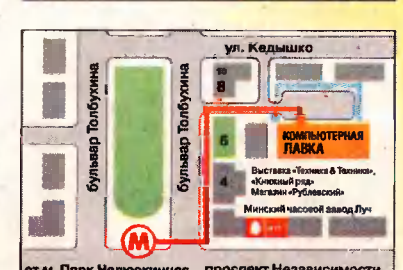 ул. Кедышко
бульвар Толбухина
бульвар Толбухина
8
КОМПЬЮТЕРНАЯ
ЛАВКА
6
4
Выставка «Техника & Техника»,
«Книжный ряд»
Магазин «Рублевский»
Минский часовой завод Луч
М
ст.м. Парк Челюскинцев
проспект Независимости